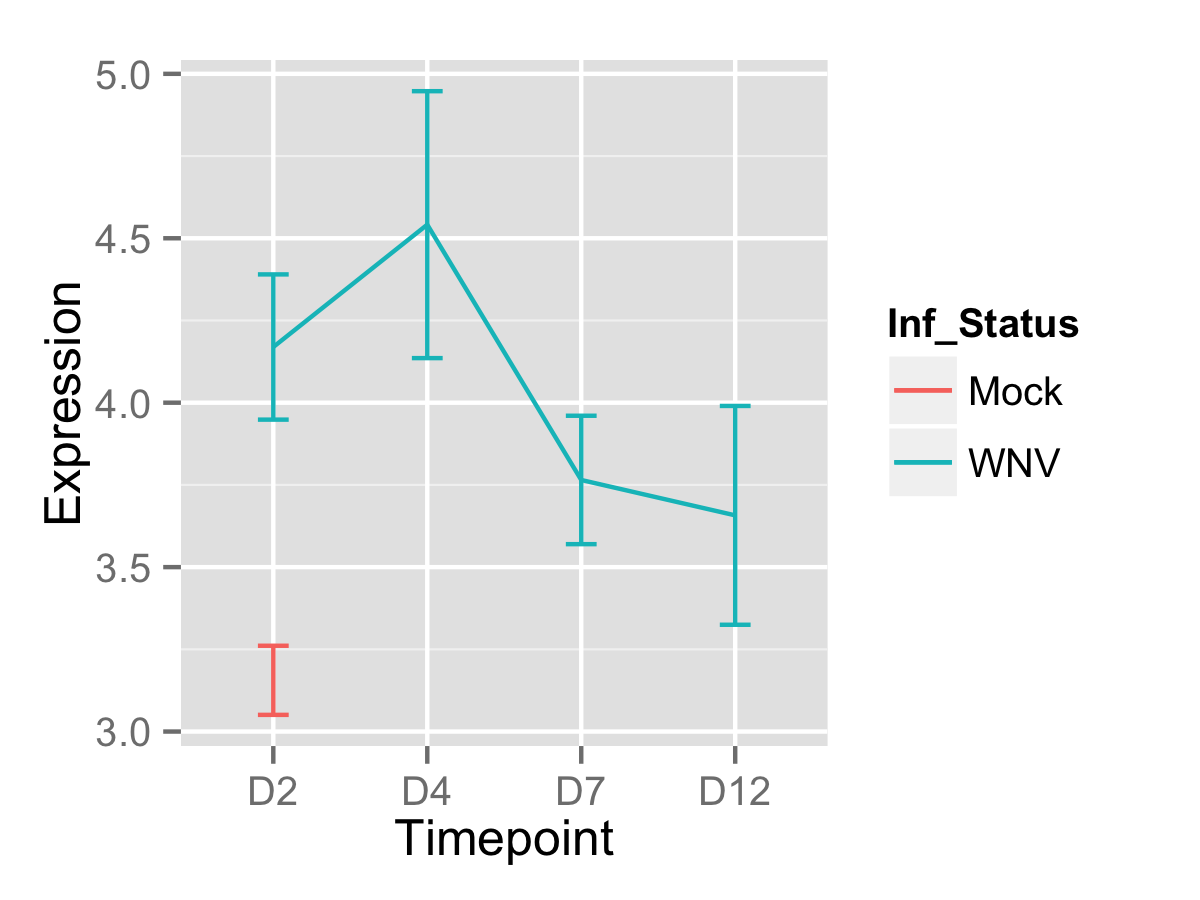 5.0
4.5
4.0
3.5
3.0
Expression
D2 D4 D7 D12
Timepoint
Inf_Status
Mock
WNV